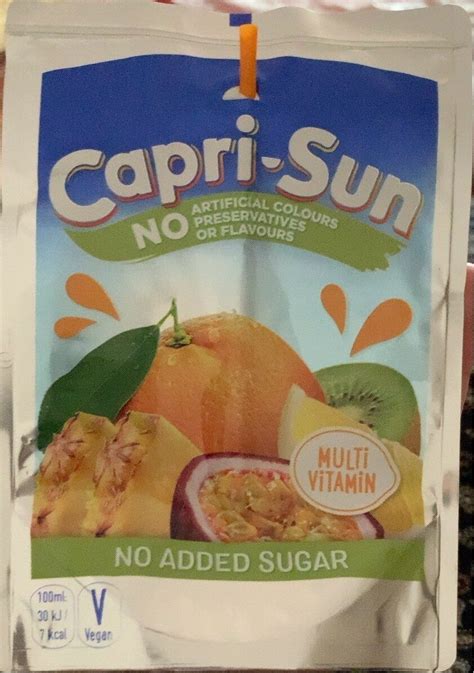 Capri-Sun
NO ARTIFICIAL COLOURS
PRESERVATIVES
OR FLAVOURS
MULTI
VITAMIN
NO ADDED SUGAR
100ml:
30 kJ /
7 kcal
V
Vegan